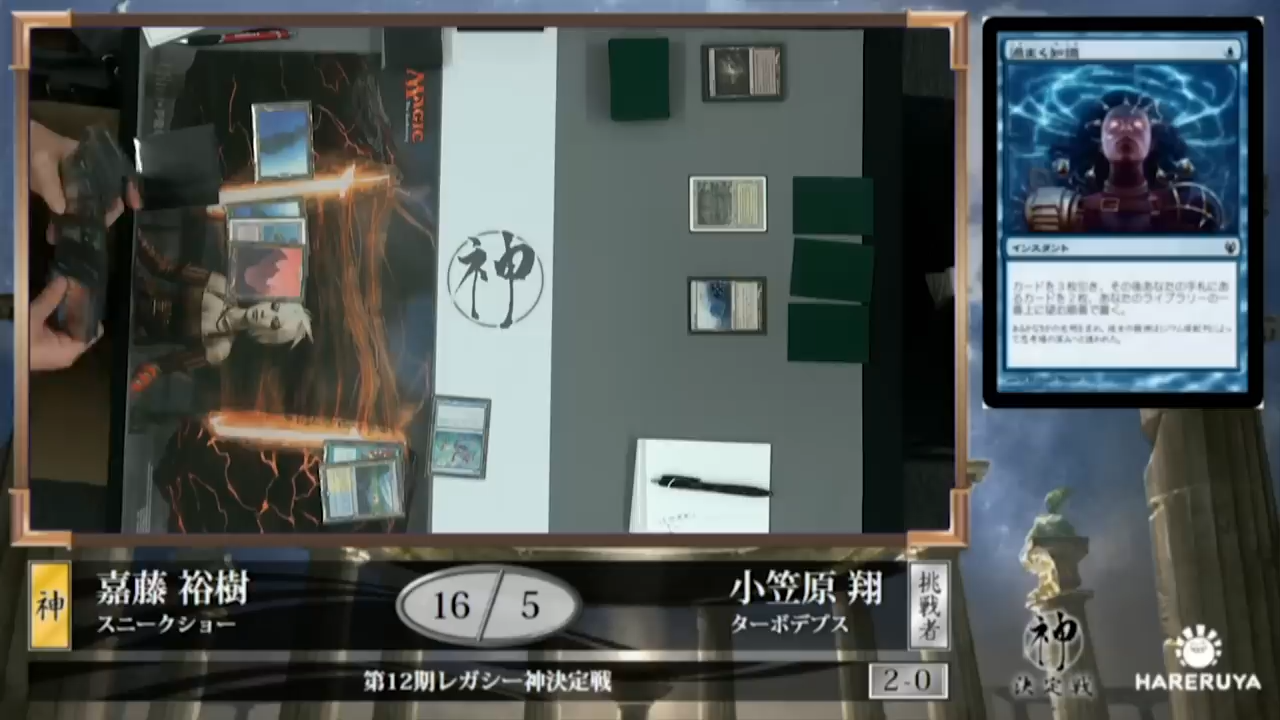 MAGIC
神
渦まく知識
インスタント
カードを3枚引き、その後あなたの手札にあ
るカードを2枚、あなたのライブラリーの一
番上に望む順番で置く。
神
嘉藤 裕樹
スニークショー
16 / 5
小笠原 翔
ターボデプス
挑戦者
第12期レガシー神決定戦
2-0
神
決定戦
HARERUYA